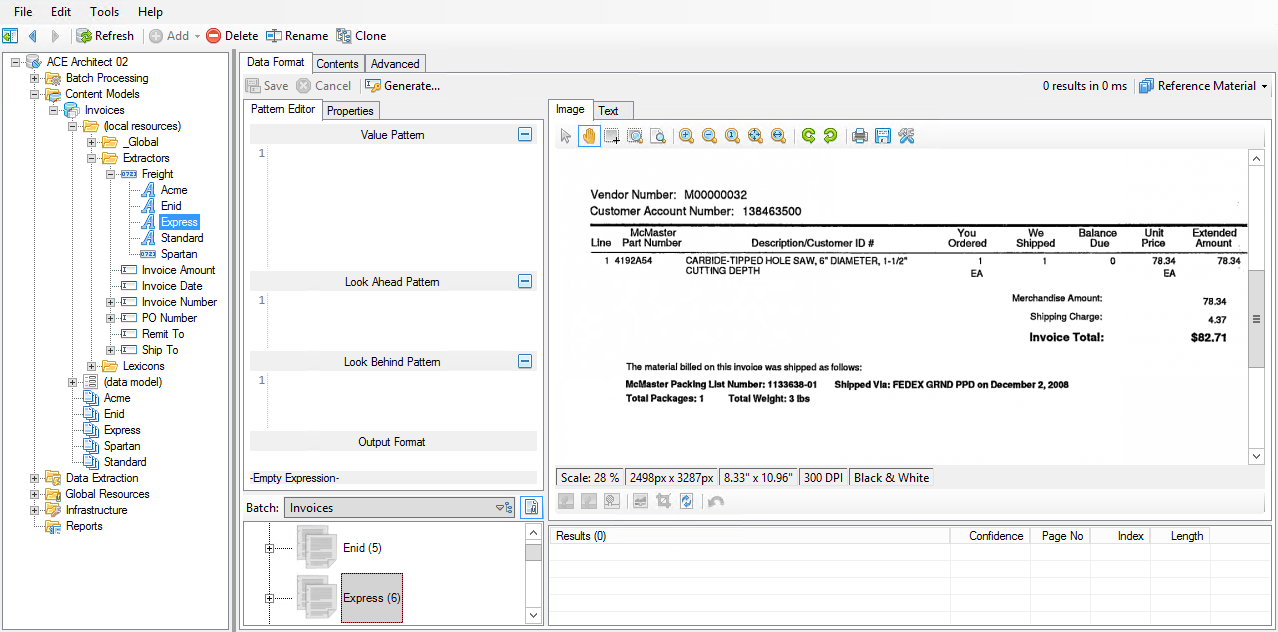 File Edit Tools Help
Refresh Add Delete Rename Clone
ACE Architect 02
Batch Processing
Content Models
Invoices
(local resources)
_Global
Extractors
Freight
Acme
Enid
Express
Standard
Spartan
Invoice Amount
Invoice Date
Invoice Number
PO Number
Remit To
Ship To
Lexicons
(data model)
Acme
Enid
Express
Spartan
Standard
Data Extraction
Global Resources
Infrastructure
Reports
Data Format Contents Advanced
Save Cancel Generate... 0 results in 0 ms Reference Material
Pattern Editor Properties
Value Pattern
1
Look Ahead Pattern
1
Look Behind Pattern
1
Output Format
-Empty Expression-
Batch: Invoices
Enid (5)
Express (6)
Image Text
Vendor Number: M00000032
Customer Account Number: 138463500
Line McMaster Part Number Description/Customer ID # You Ordered We Shipped Balance Due Unit Price Extended Amount
1 4192A54 CARBIDE-TIPPED HOLE SAW, 6" DIAMETER, 1-1/2" 1 1 0 78.34 78.34
CUTTING DEPTH EA EA
Merchandise Amount: 78.34
Shipping Charge: 4.37
Invoice Total: $82.71
The material billed on this invoice was shipped as follows:
McMaster Packing List Number: 1133638-01 Shipped Via: FEDEX GRND PPD on December 2, 2008
Total Packages: 1 Total Weight: 3 lbs
Scale: 28 % 2498px x 3287px 8.33" x 10.96" 300 DPI Black & White
Results (0) Confidence Page No Index Length